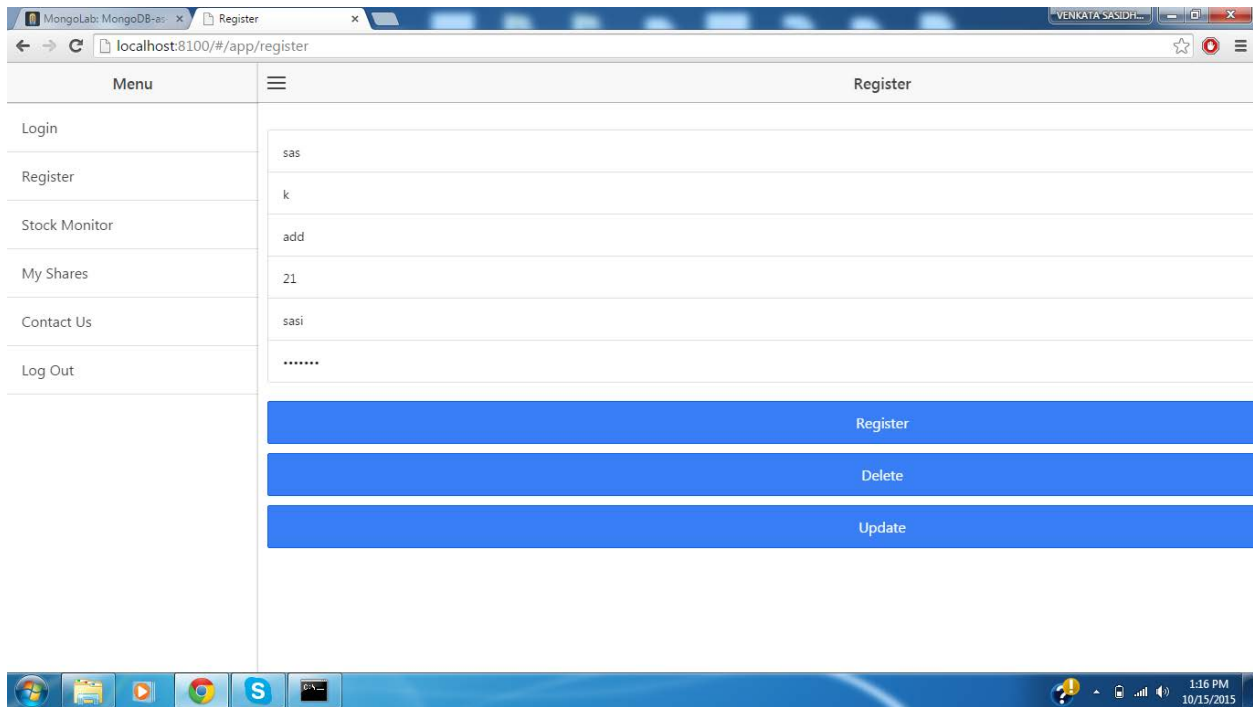 MongoLab: MongoDB-as
Register
VENKATA SASIDH...
localhost:8100/#/app/register
Menu
Register
Login
Register
Stock Monitor
My Shares
Contact Us
Log Out
sas
k
add
21
sasi
•••••••
Register
Delete
Update
1:16 PM
10/15/2015